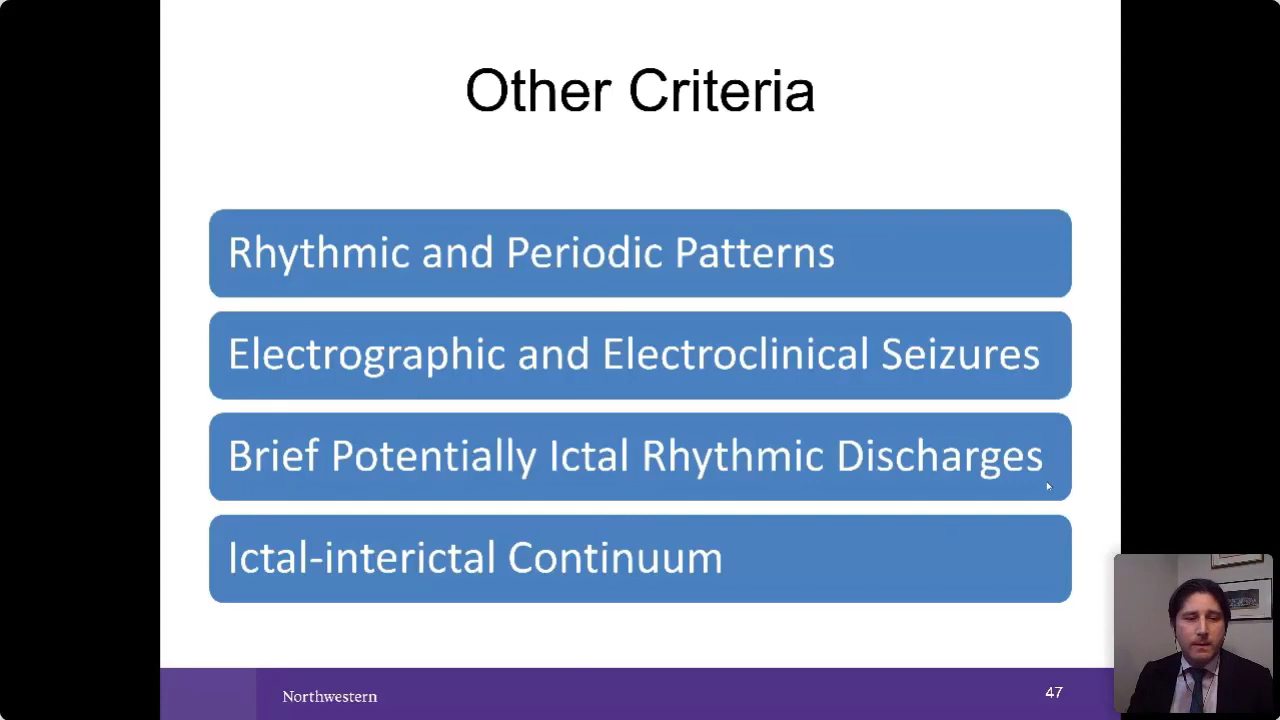 Other Criteria
Rhythmic and Periodic Patterns
Electrographic and Electroclinical Seizures
Brief Potentially Ictal Rhythmic Discharges
Ictal-interictal Continuum
Northwestern
47